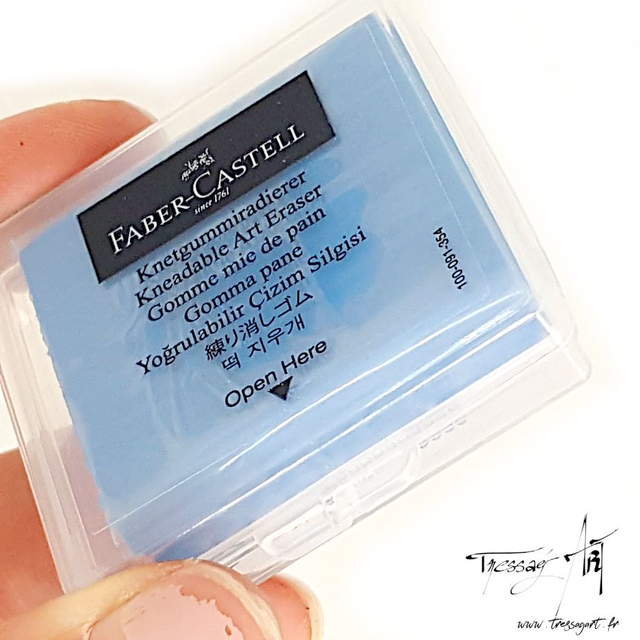 FABER-CASTELL
since 1761
Knetgummiradierer
Kneadable Art Eraser
Gomme mie de pain
Gomma pane
Yoğrulabilir Çizim Silgisi
練り消しゴム
떡 지우개
Open Here
100-091-35A
Tressag' Art
www.tressagart.fr